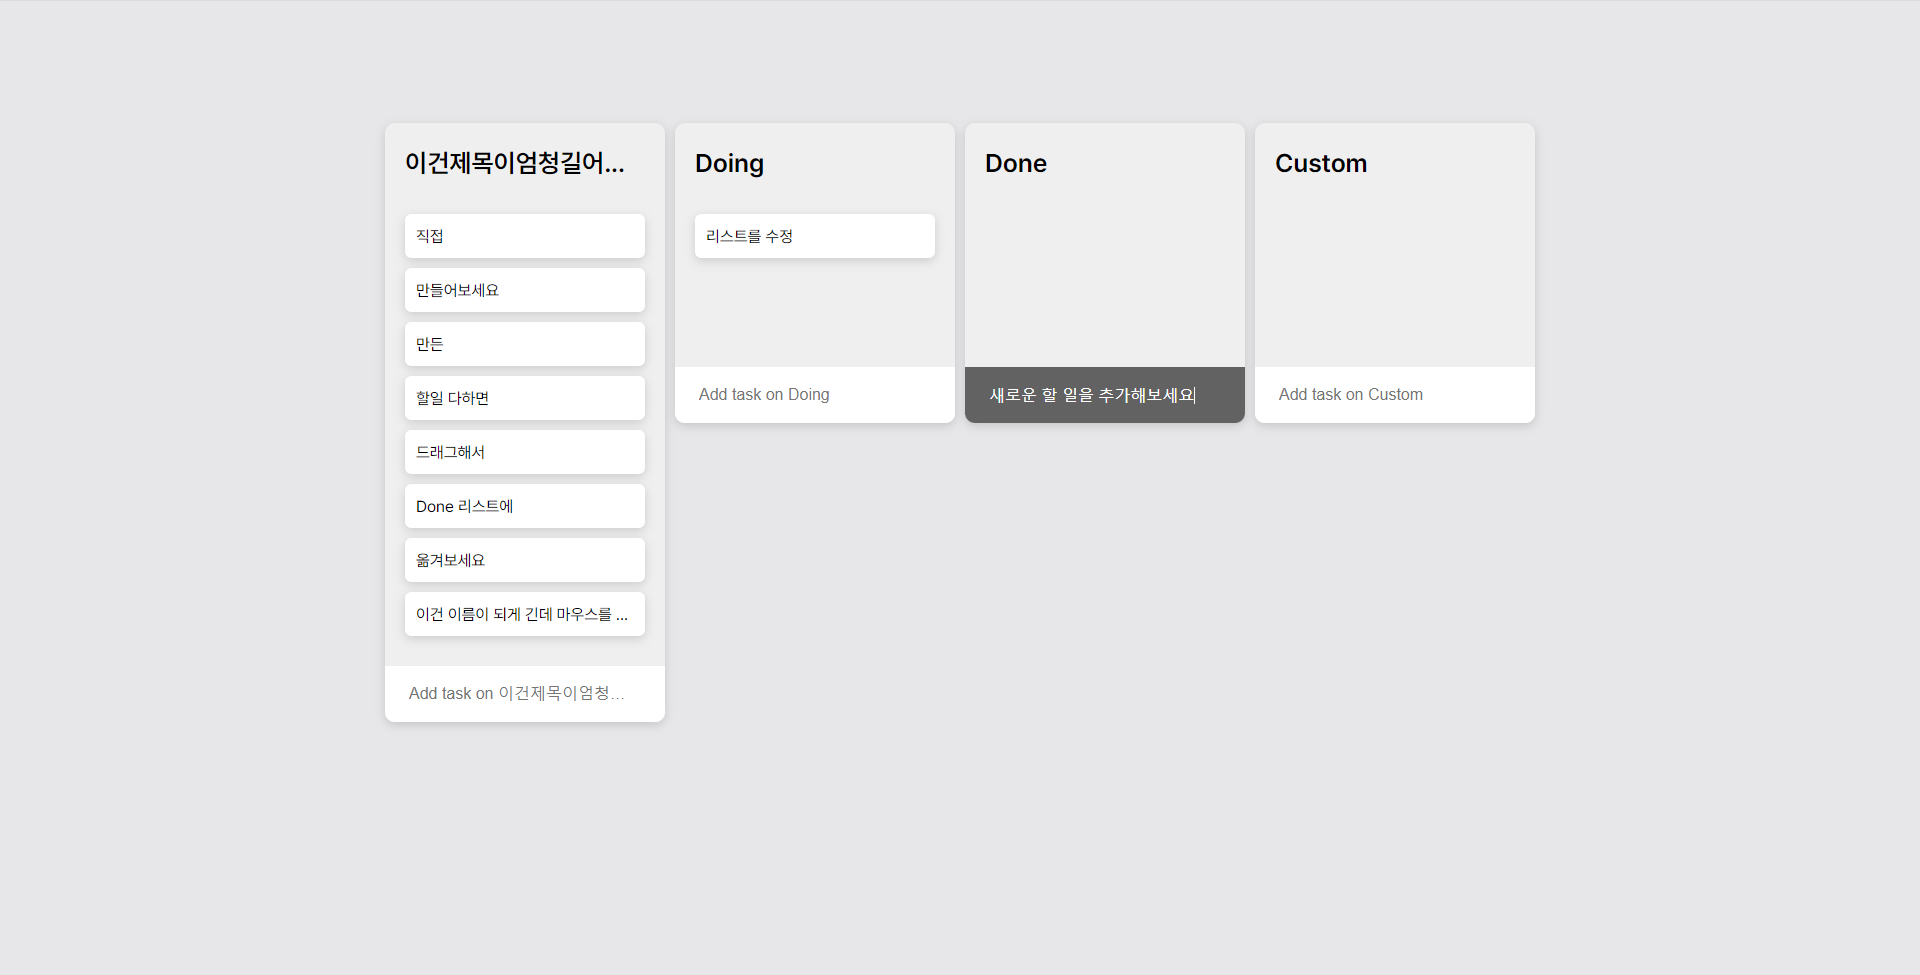 이건제목이엄청길어...
직접
만들어보세요
만든
할일 다하면
드래그해서
Done 리스트에
옮겨보세요
이건 이름이 되게 긴데 마우스를 ...
Add task on 이건제목이엄청...
Doing
리스트를 수정
Add task on Doing
Done
새로운 할 일을 추가해보세요
Custom
Add task on Custom